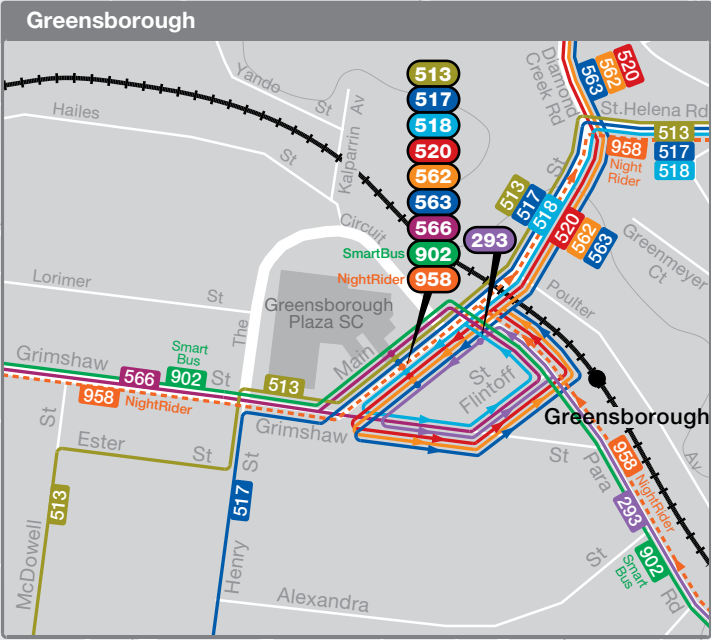 Greensborough
Yando
St
Hailes
St
Kalparrin Av
Circuit
Diamond
Creek Rd
563
562
520
St.Helena Rd
513
958
Night
Rider
517
518
513
517
518
520
562
563
566
SmartBus 902
NightRider 958
293
St
513
517
518
520
562
563
Greenmeyer
Ct
Poulter
Lorimer
St
The
Greensborough
Plaza SC
Main
St
Flintoff
Grimshaw
566
Smart
Bus
902
St
513
958
NightRider
Grimshaw
Greensborough
St
Ester
St
St
Para
958
NightRider
Av
293
902
Smart
Bus
Rd
513
McDowell
St
517
Henry
Alexandra
St